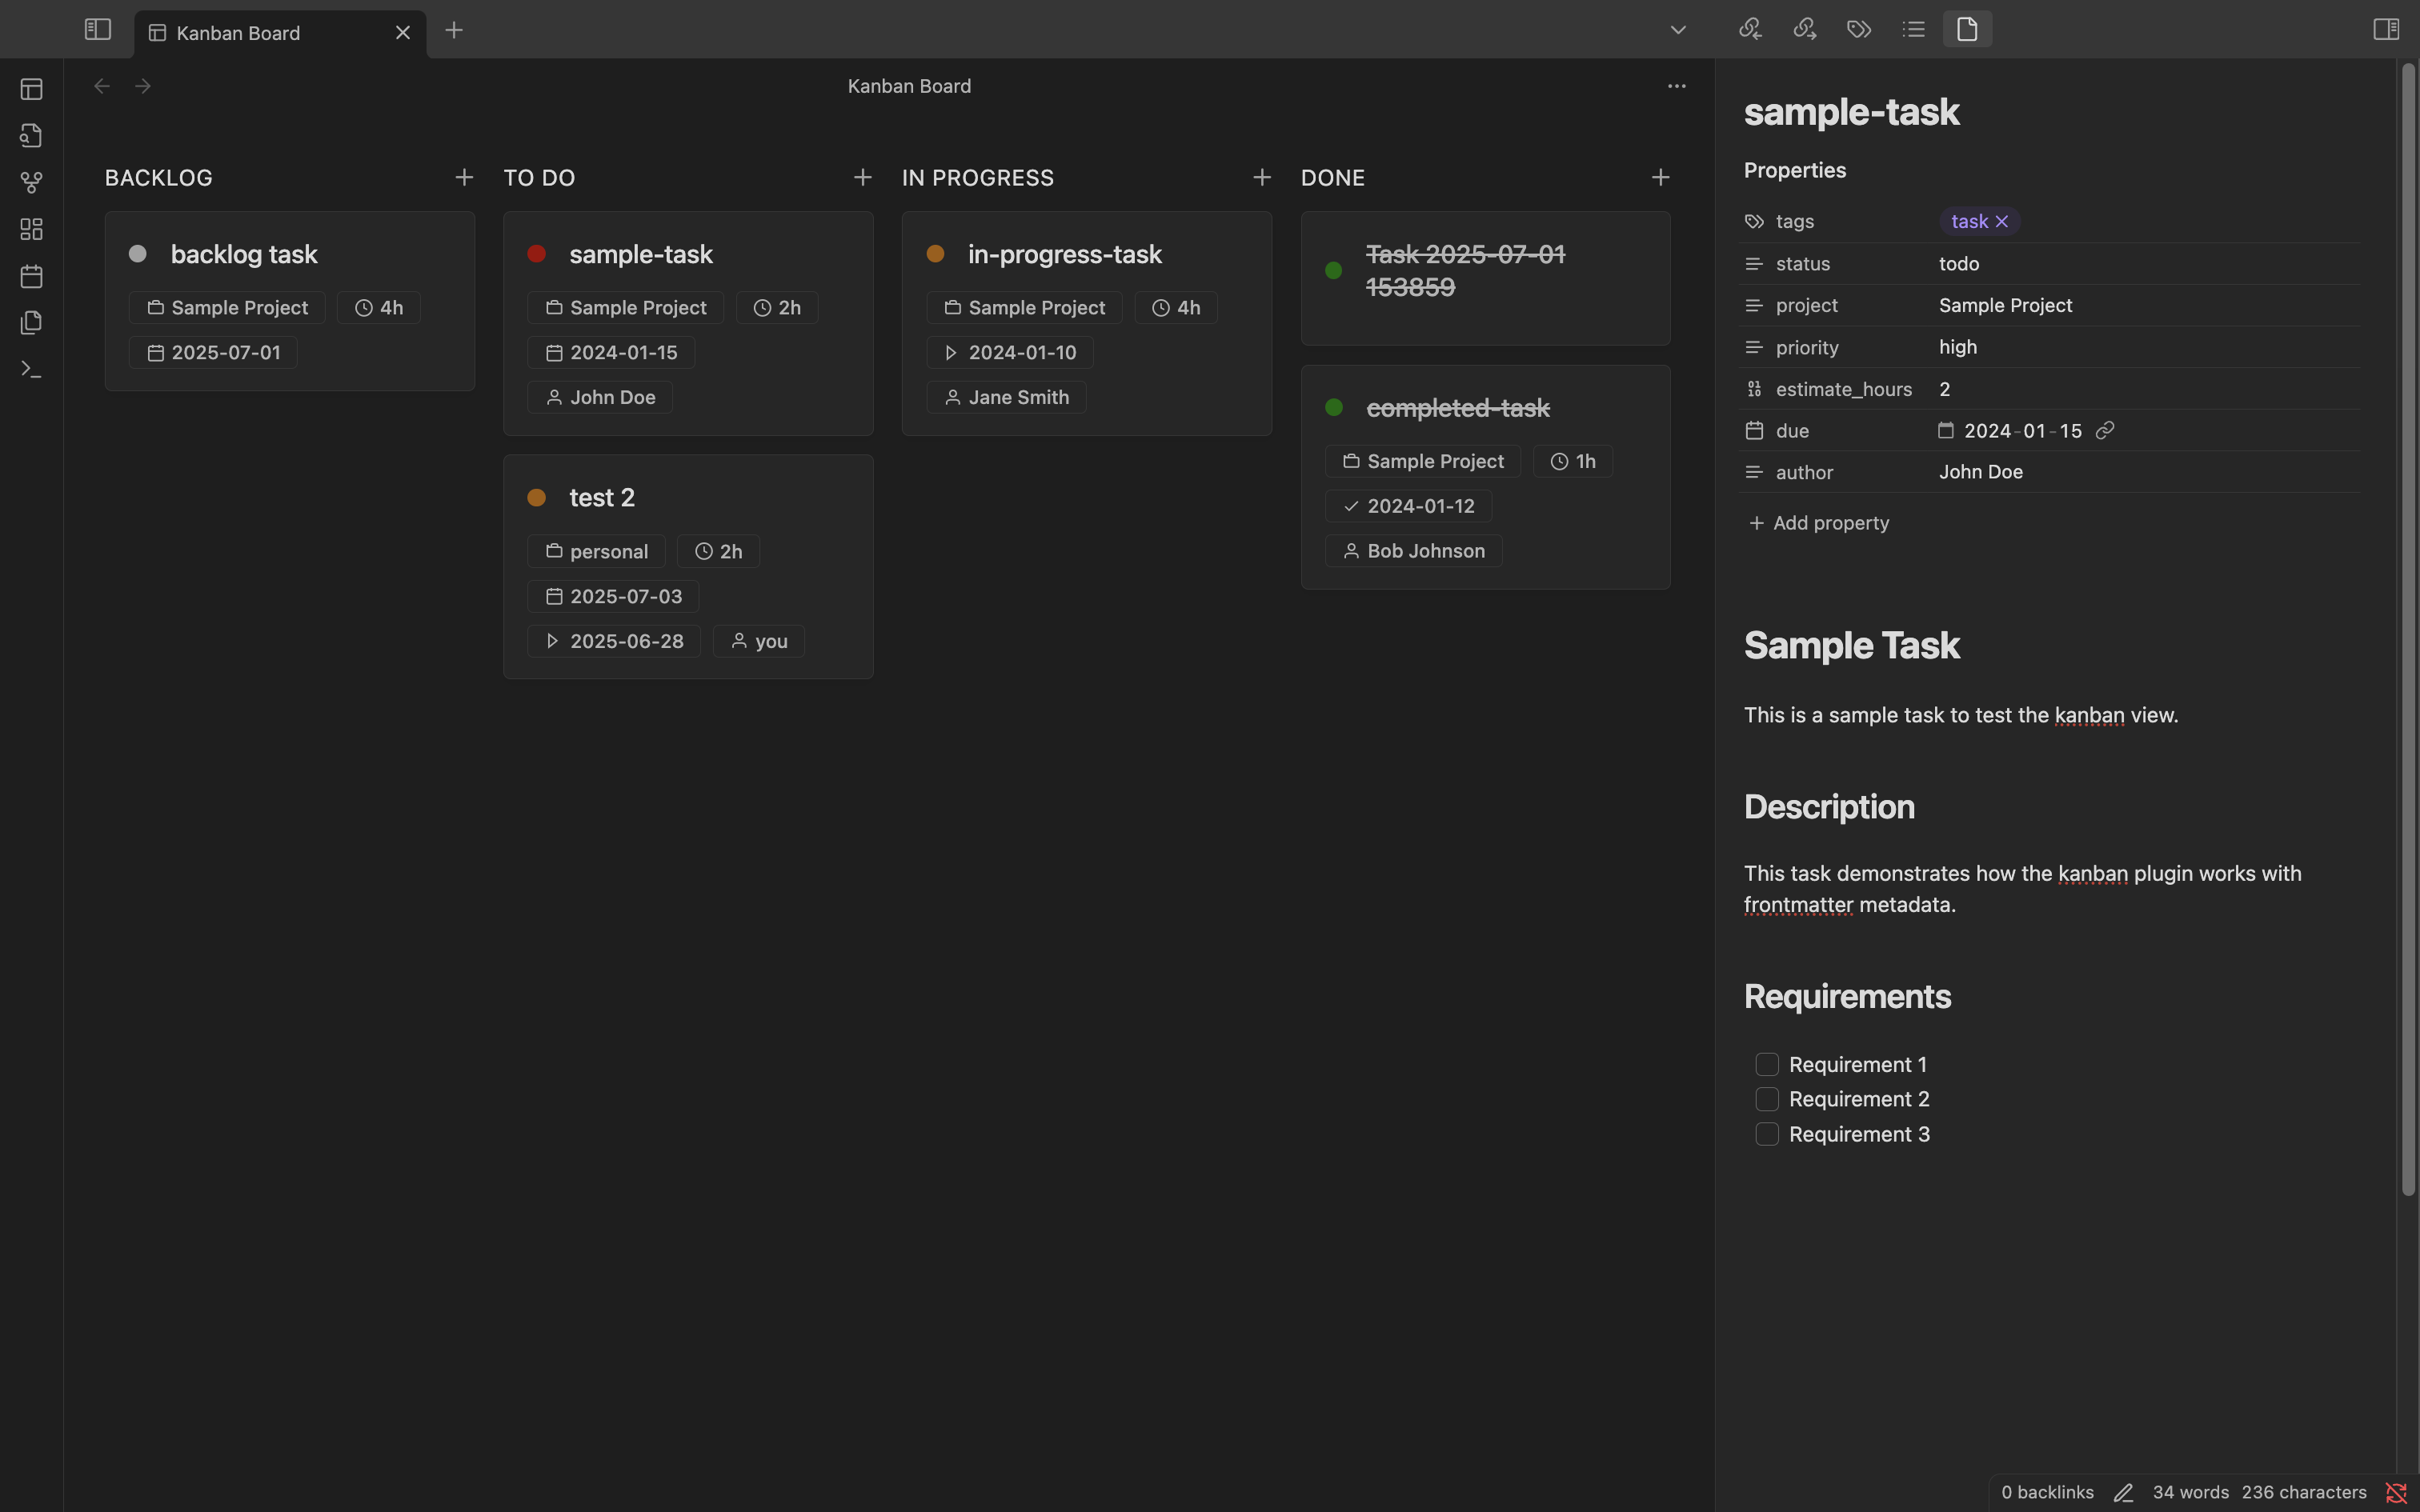 Kanban Board
Kanban Board
BACKLOG
backlog task
Sample Project
4h
2025-07-01
TO DO
sample-task
Sample Project
2h
2024-01-15
John Doe
test 2
personal
2h
2025-07-03
2025-06-28
you
IN PROGRESS
in-progress-task
Sample Project
4h
2024-01-10
Jane Smith
DONE
Task 2025-07-01
153859
completed-task
Sample Project
1h
2024-01-12
Bob Johnson
sample-task
Properties
tags task
status todo
project Sample Project
priority high
estimate_hours 2
due 2024-01-15
author John Doe
Add property
Sample Task
This is a sample task to test the kanban view.
Description
This task demonstrates how the kanban plugin works with
frontmatter metadata.
Requirements
Requirement 1
Requirement 2
Requirement 3
0 backlinks 34 words 236 characters